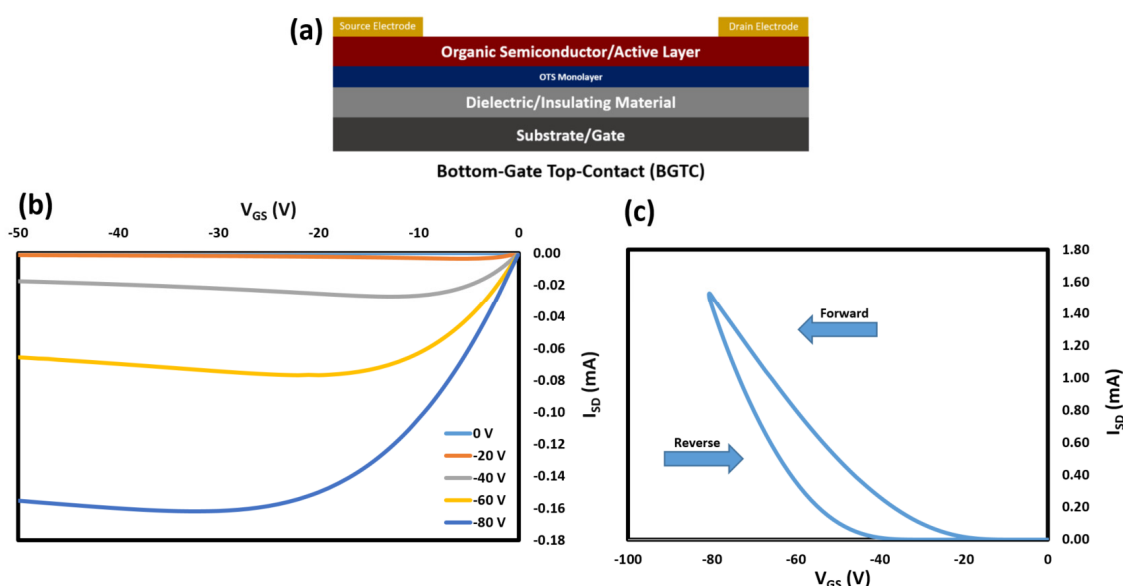 (a)
Source Electrode
Drain Electrode
Organic Semiconductor/Active Layer
OTS Monolayer
Dielectric/Insulating Material
Substrate/Gate
Bottom-Gate Top-Contact (BGTC)
(b)
V_GS (V)
-50 -40 -30 -20 -10 0
0.00
-0.02
-0.04
-0.06
-0.08
-0.10
-0.12
-0.14
-0.16
-0.18
I_SD (mA)
0 V
-20 V
-40 V
-60 V
-80 V
(c)
1.80
1.60
1.40
1.20
1.00
0.80
0.60
0.40
0.20
0.00
I_SD (mA)
Forward
Reverse
-100 -80 -60 -40 -20 0
V_GS (V)